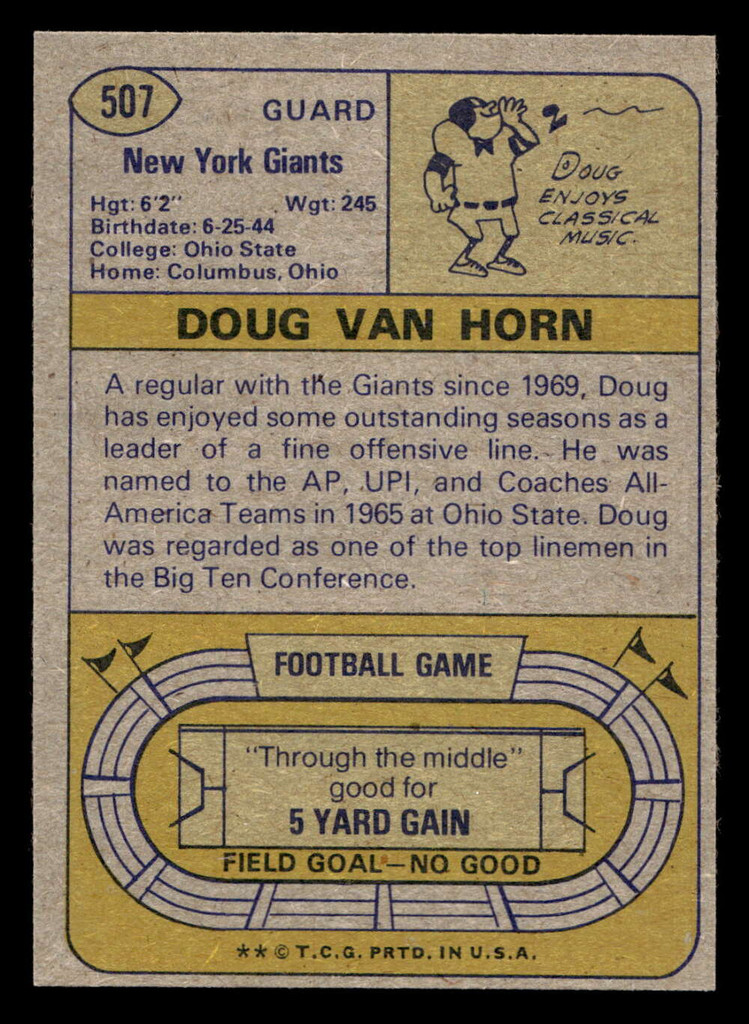 507
GUARD
New York Giants
Hgt: 6'2" Wgt: 245
Birthdate: 6-25-44
College: Ohio State
Home: Columbus, Ohio
DOUG
ENJOYS
CLASSICAL
MUSIC.
DOUG VAN HORN
A regular with the Giants since 1969, Doug
has enjoyed some outstanding seasons as a
leader of a fine offensive line. He was
named to the AP, UPI, and Coaches All-
America Teams in 1965 at Ohio State. Doug
was regarded as one of the top linemen in
the Big Ten Conference.
FOOTBALL GAME
"Through the middle"
good for
5 YARD GAIN
FIELD GOAL—NO GOOD
** © T.C.G. PRTD. IN U.S.A.